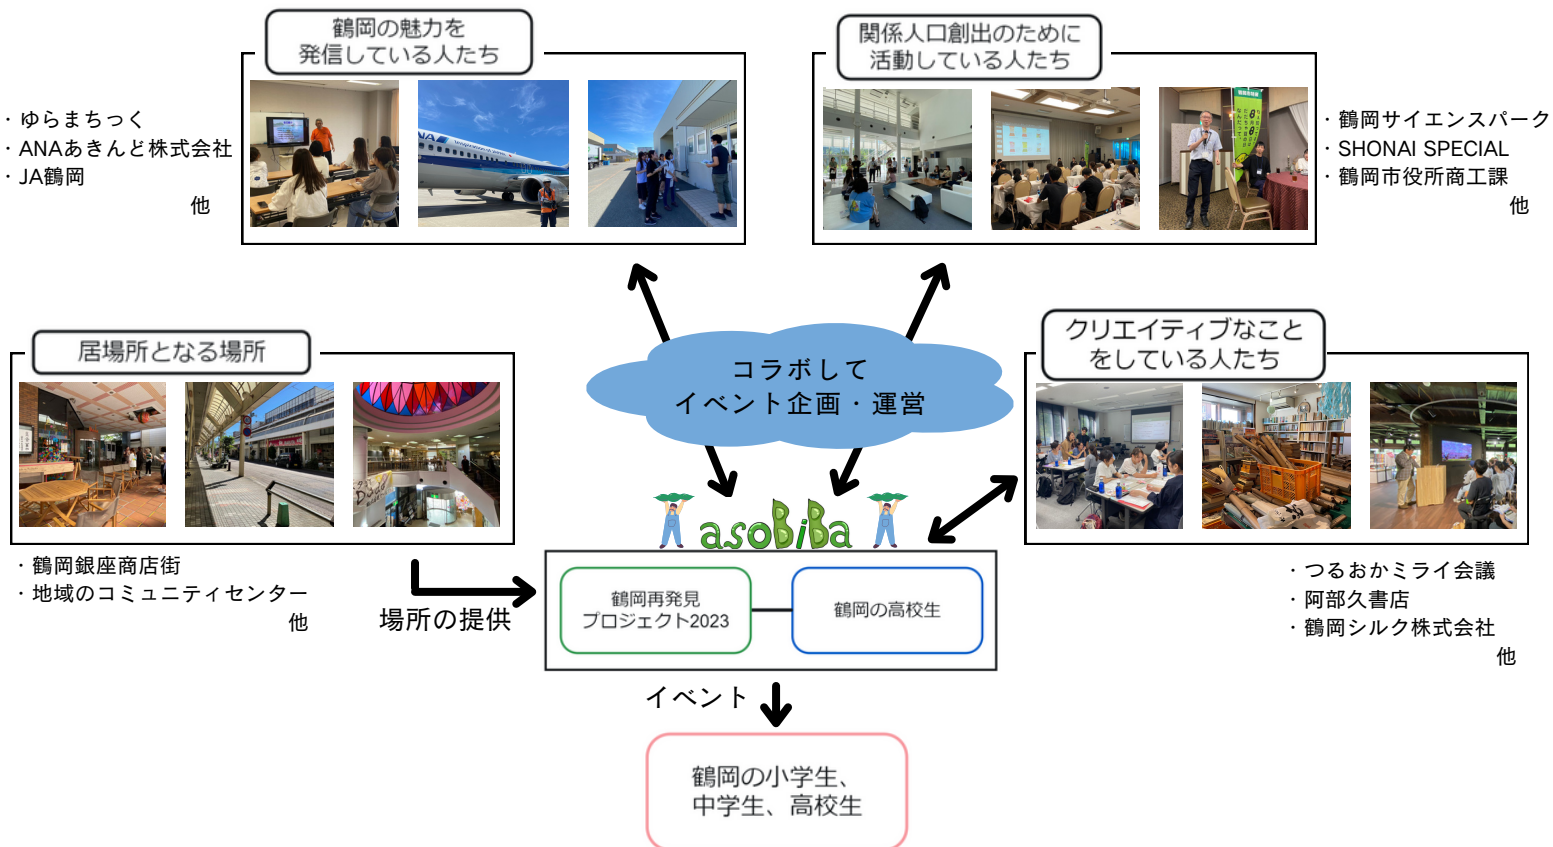 鶴岡の魅力を
発信している人たち
関係人口創出のために
活動している人たち
・ゆらまちっく
・ANAあきんど株式会社
・JA鶴岡
他
・鶴岡サイエンスパーク
・SHONAI SPECIAL
・鶴岡市役所商工課
他
居場所となる場所
コラボして
イベント企画・運営
クリエイティブなこと
をしている人たち
asoBiBa
・鶴岡銀座商店街
・地域のコミュニティセンター
他
場所の提供
鶴岡再発見
プロジェクト2023
鶴岡の高校生
・つるおかミライ会議
・阿部久書店
・鶴岡シルク株式会社
他
イベント
鶴岡の小学生、
中学生、高校生